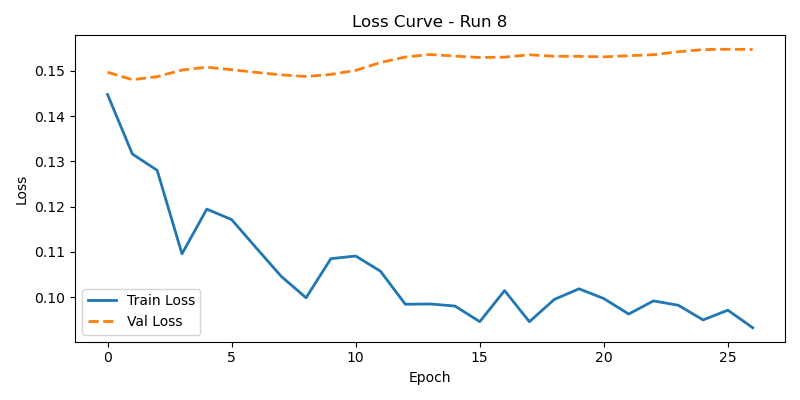 Loss Curve - Run 8
Loss
0.15
0.14
0.13
0.12
0.11
0.10
Train Loss
Val Loss
0 5 10 15 20 25
Epoch